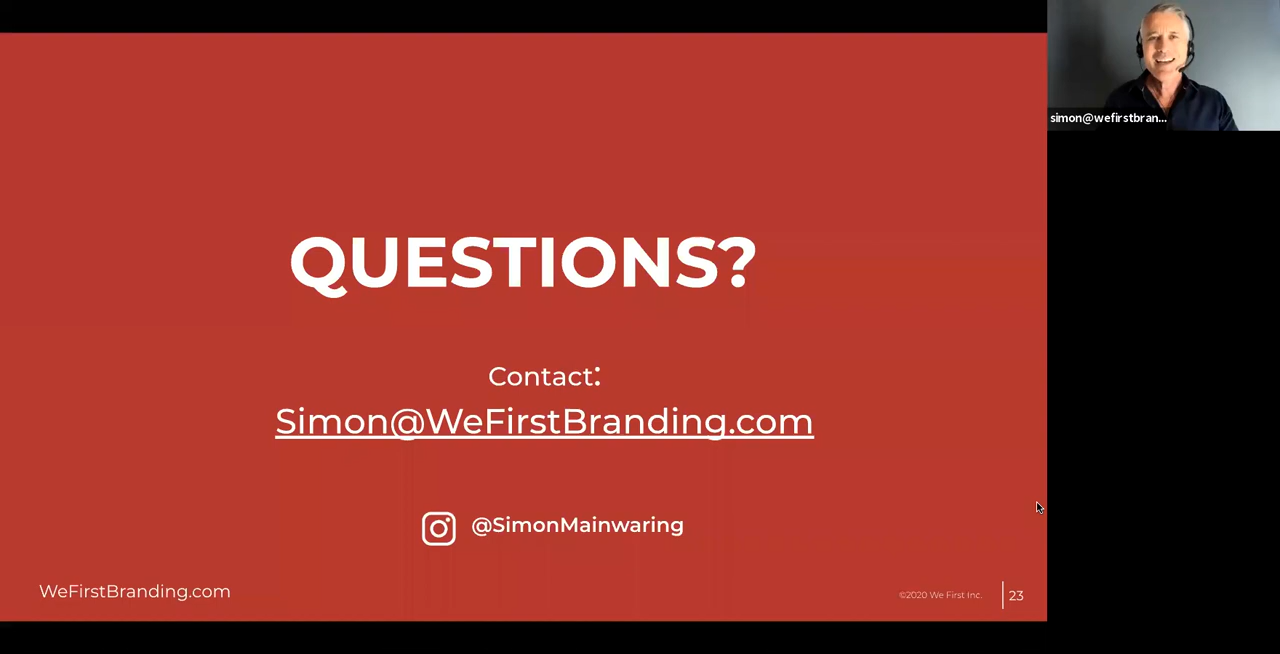 simon@wefirstbran...
QUESTIONS?
Contact:
Simon@WeFirstBranding.com
@SimonMainwaring
WeFirstBranding.com
©2020 We First Inc.
23